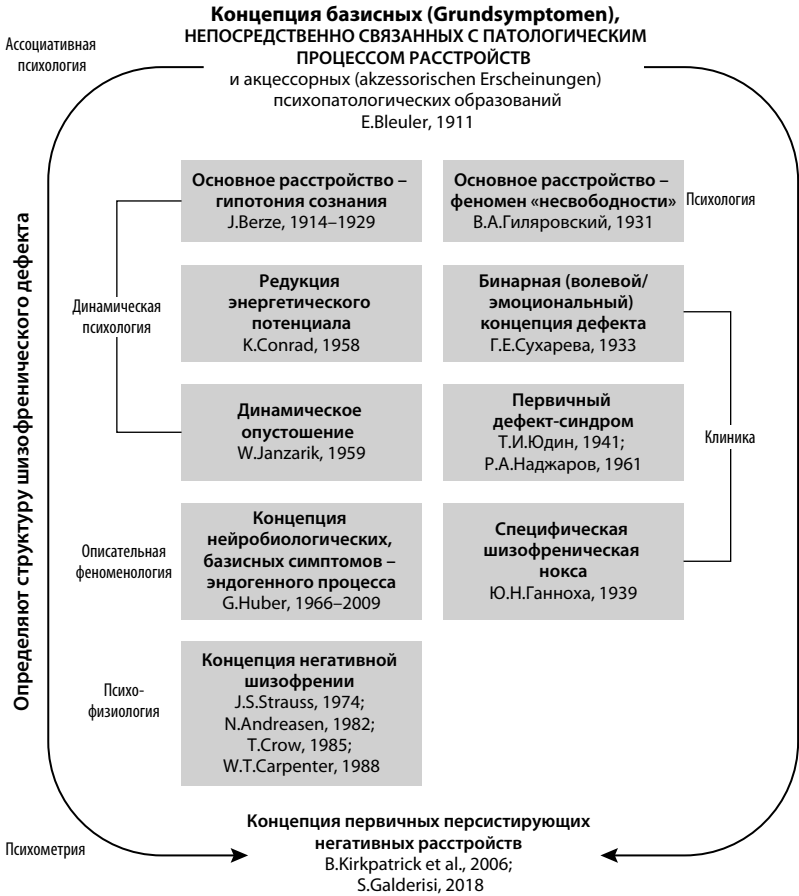 Концепция базисных (Grundsymptomen),
НЕПОСРЕДСТВЕННО СВЯЗАННЫХ С ПАТОЛОГИЧЕСКИМ
ПРОЦЕССОМ РАССТРОЙСТВ
и акцессорных (akzessorischen Erscheinungen)
психопатологических образований
E.Bleuler, 1911
Ассоциативная
психология
Определяют структуру шизофренического дефекта
Основное расстройство –
гипотония сознания
J.Berze, 1914–1929
Основное расстройство –
феномен «несвободности»
В.А.Гиляровский, 1931
Психология
Динамическая
психология
Редукция
энергетического
потенциала
K.Conrad, 1958
Бинарная (волевой/
эмоциональный)
концепция дефекта
Г.Е.Сухарева, 1933
Динамическое
опустошение
W.Janzarik, 1959
Первичный
дефект-синдром
Т.И.Юдин, 1941;
Р.А.Наджаров, 1961
Клиника
Описательная
феноменология
Концепция
нейробиологических,
базисных симптомов –
эндогенного процесса
G.Huber, 1966–2009
Специфическая
шизофреническая
нокса
Ю.Н.Ганноха, 1939
Психо-
физиология
Концепция негативной
шизофрении
J.S.Strauss, 1974;
N.Andreasen, 1982;
T.Crow, 1985;
W.T.Carpenter, 1988
Психометрия
Концепция первичных персистирующих
негативных расстройств
B.Kirkpatrick et al., 2006;
S.Galderisi, 2018